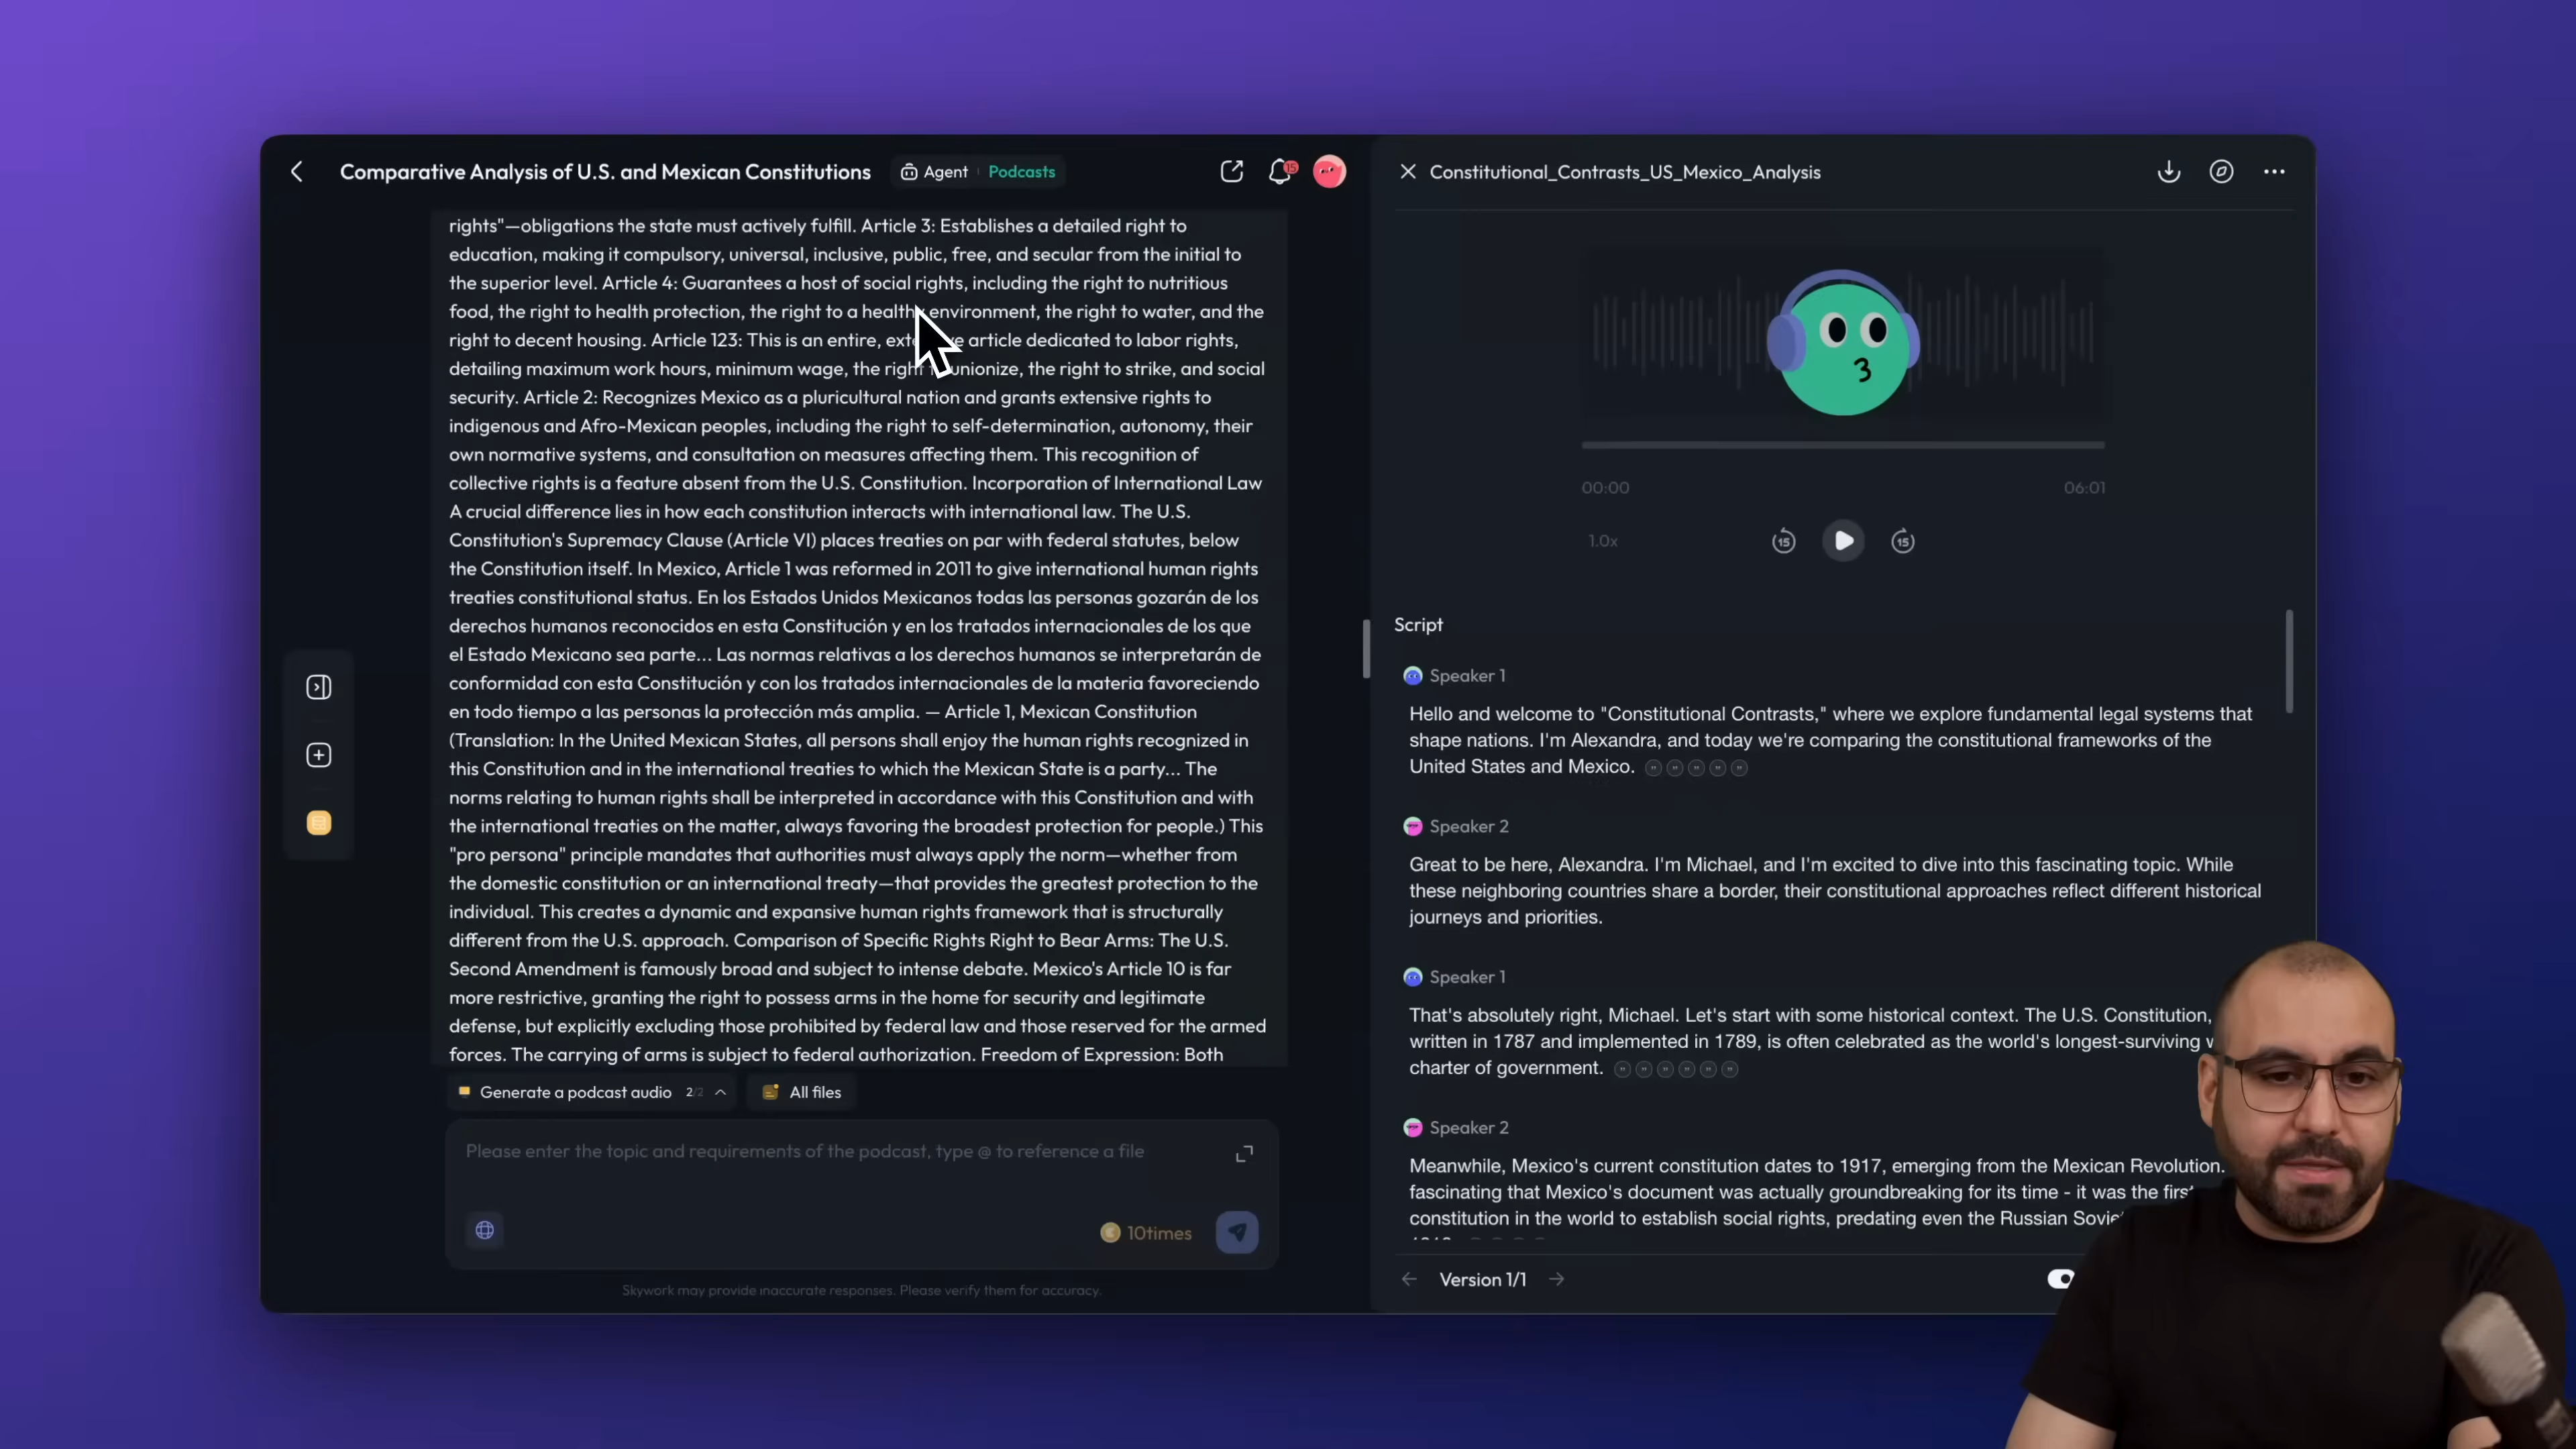 Comparative Analysis of U.S. and Mexican Constitutions
Agent
Podcasts
15
rights"—obligations the state must actively fulfill. Article 3: Establishes a detailed right to
education, making it compulsory, universal, inclusive, public, free, and secular from the initial to
the superior level. Article 4: Guarantees a host of social rights, including the right to nutritious
food, the right to health protection, the right to a healthy environment, the right to water, and the
right to decent housing. Article 123: This is an entire, article dedicated to labor rights,
detailing maximum work hours, minimum wage, the right unionize, the right to strike, and social
security. Article 2: Recognizes Mexico as a pluricultural nation and grants extensive rights to
indigenous and Afro-Mexican peoples, including the right to self-determination, autonomy, their
own normative systems, and consultation on measures affecting them. This recognition of
collective rights is a feature absent from the U.S. Constitution. Incorporation of International Law
A crucial difference lies in how each constitution interacts with international law. The U.S.
Constitution's Supremacy Clause (Article VI) places treaties on par with federal statutes, below
the Constitution itself. In Mexico, Article 1 was reformed in 2011 to give international human rights
treaties constitutional status. En los Estados Unidos Mexicanos todas las personas gozarán de los
derechos humanos reconocidos en esta Constitución y en los tratados internacionales de los que
el Estado Mexicano sea parte... Las normas relativas a los derechos humanos se interpretarán de
conformidad con esta Constitución y con los tratados internacionales de la materia favoreciendo
en todo tiempo a las personas la protección más amplia. — Article 1, Mexican Constitution
(Translation: In the United Mexican States, all persons shall enjoy the human rights recognized in
this Constitution and in the international treaties to which the Mexican State is a party... The
norms relating to human rights shall be interpreted in accordance with this Constitution and with
the international treaties on the matter, always favoring the broadest protection for people.) This
"pro persona" principle mandates that authorities must always apply the norm—whether from
the domestic constitution or an international treaty—that provides the greatest protection to the
individual. This creates a dynamic and expansive human rights framework that is structurally
different from the U.S. approach. Comparison of Specific Rights Right to Bear Arms: The U.S.
Second Amendment is famously broad and subject to intense debate. Mexico's Article 10 is far
more restrictive, granting the right to possess arms in the home for security and legitimate
defense, but explicitly excluding those prohibited by federal law and those reserved for the armed
forces. The carrying of arms is subject to federal authorization. Freedom of Expression: Both
Generate a podcast audio 2/2
All files
Please enter the topic and requirements of the podcast, type @ to reference a file
10times
Skywork may provide inaccurate responses. Please verify them for accuracy.
Constitutional_Contrasts_US_Mexico_Analysis
00:00
06:01
1.0x
15
15
Script
Speaker 1
Hello and welcome to "Constitutional Contrasts," where we explore fundamental legal systems that
shape nations. I'm Alexandra, and today we're comparing the constitutional frameworks of the
United States and Mexico.
Speaker 2
Great to be here, Alexandra. I'm Michael, and I'm excited to dive into this fascinating topic. While
these neighboring countries share a border, their constitutional approaches reflect different historical
journeys and priorities.
Speaker 1
That's absolutely right, Michael. Let's start with some historical context. The U.S. Constitution,
written in 1787 and implemented in 1789, is often celebrated as the world's longest-surviving
charter of government.
Speaker 2
Meanwhile, Mexico's current constitution dates to 1917, emerging from the Mexican Revolution.
fascinating that Mexico's document was actually groundbreaking for its time - it was the first
constitution in the world to establish social rights, predating even the Russian
Version 1/1